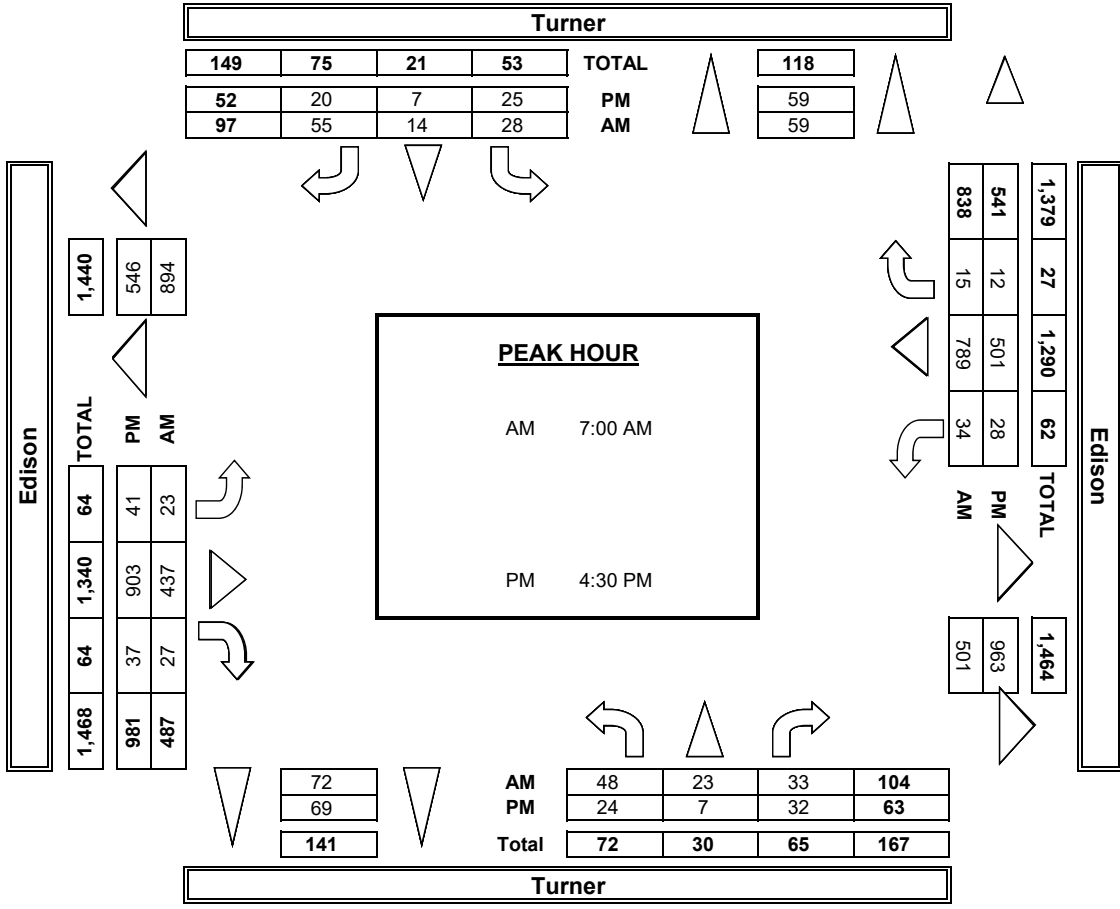 Turner
149 75 21 53 TOTAL 118
52 20 7 25 PM 59
97 55 14 28 AM 59
Edison
1,440
546
894
TOTAL
PM
AM
64 1,340 64 1,468
41 903 37 981
23 437 27 487
PEAK HOUR
AM 7:00 AM
PM 4:30 PM
1,379 27 1,290 62 TOTAL
541 12 501 28 PM
838 15 789 34 AM
1,464
963
501
Edison
72 AM 48 23 33 104
69 PM 24 7 32 63
141 Total 72 30 65 167
Turner